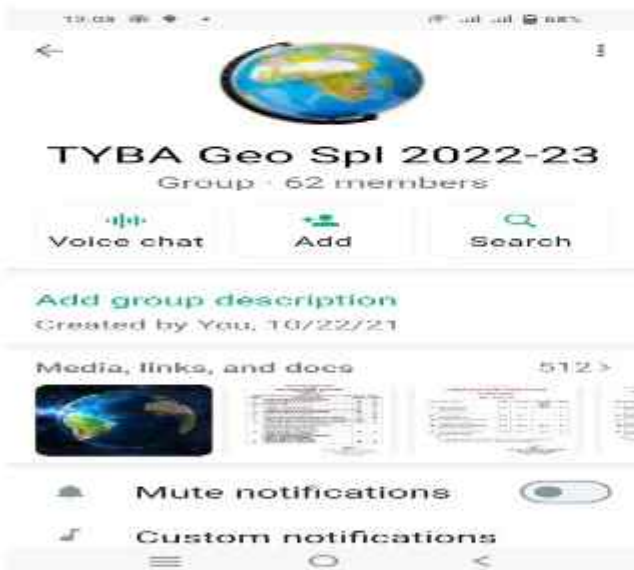 TYBA Geo Spl 2022-23
Group · 62 members
Voice chat Add Search
Add group description
Created by You, 10/22/21
Media, links, and docs 512 >
Mute notifications
Custom notifications